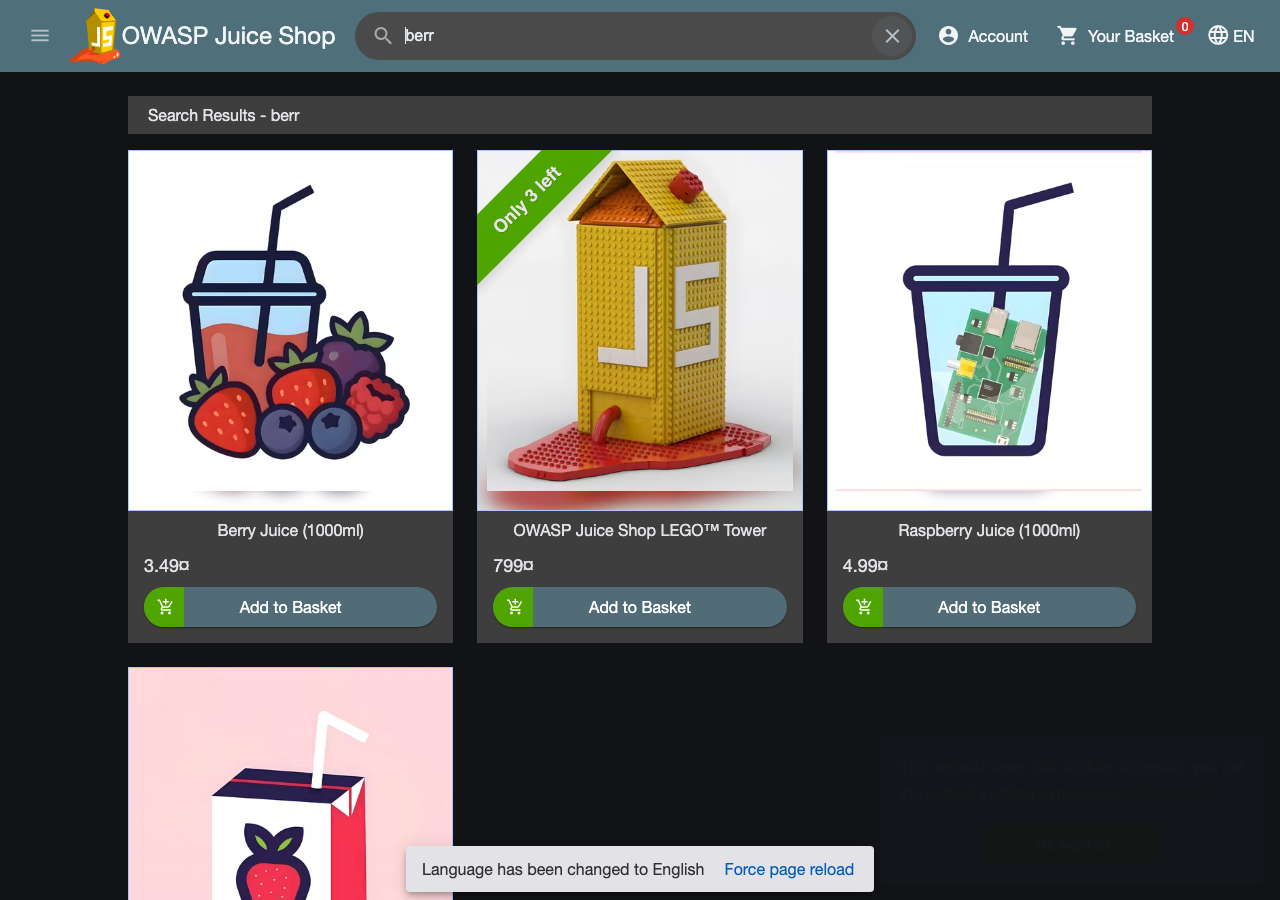 JS
OWASP Juice Shop
berr
Account
Your Basket
0
EN
Search Results - berr
Only 3 left
JS
Berry Juice (1000ml)
3.49¤
Add to Basket
OWASP Juice Shop LEGO™ Tower
799¤
Add to Basket
Raspberry Juice (1000ml)
4.99¤
Add to Basket
Language has been changed to English
Force page reload